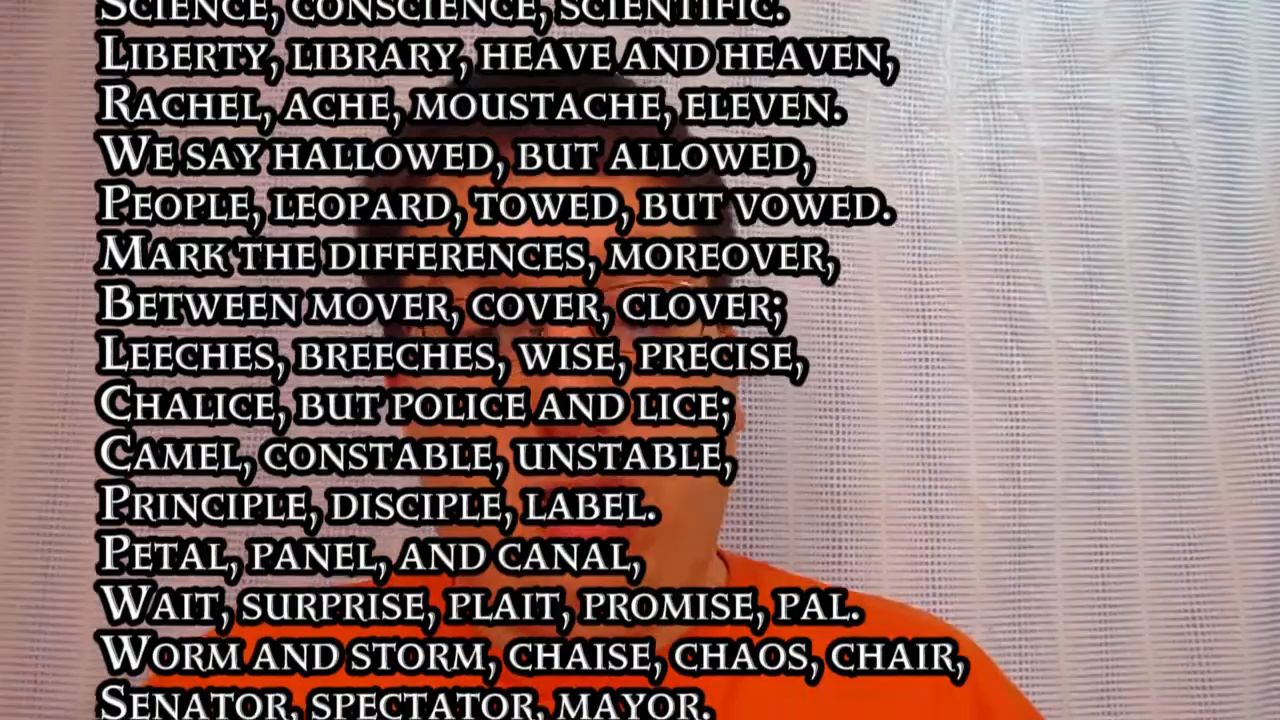 SCIENCE, CONSCIENCE, SCIENTIFIC.
LIBERTY, LIBRARY, HEAVE AND HEAVEN,
RACHEL, ACHE, MOUSTACHE, ELEVEN.
WE SAY HALLOWED, BUT ALLOWED,
PEOPLE, LEOPARD, TOWED, BUT VOWED.
MARK THE DIFFERENCES, MOREOVER,
BETWEEN MOVER, COVER, CLOVER;
LEECHES, BREECHES, WISE, PRECISE,
CHALICE, BUT POLICE AND LICE;
CAMEL, CONSTABLE, UNSTABLE,
PRINCIPLE, DISCIPLE, LABEL.
PETAL, PANEL, AND CANAL,
WAIT, SURPRISE, PLAIT, PROMISE, PAL.
WORM AND STORM, CHAISE, CHAOS, CHAIR,
SENATOR, SPECTATOR, MAYOR.